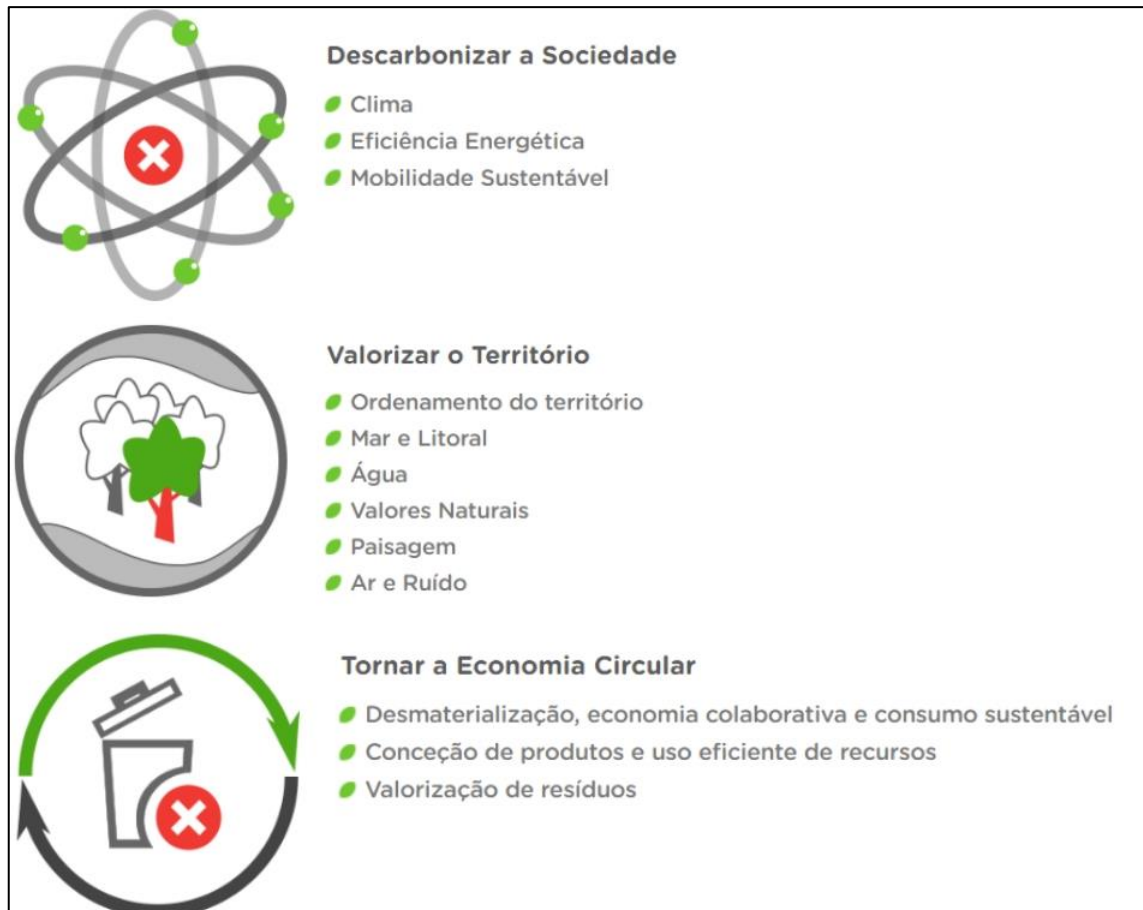 Descarbonizar a Sociedade
Clima
Eficiência Energética
Mobilidade Sustentável
Valorizar o Território
Ordenamento do território
Mar e Litoral
Água
Valores Naturais
Paisagem
Ar e Ruído
Tornar a Economia Circular
Desmaterialização, economia colaborativa e consumo sustentável
Conceção de produtos e uso eficiente de recursos
Valorização de resíduos